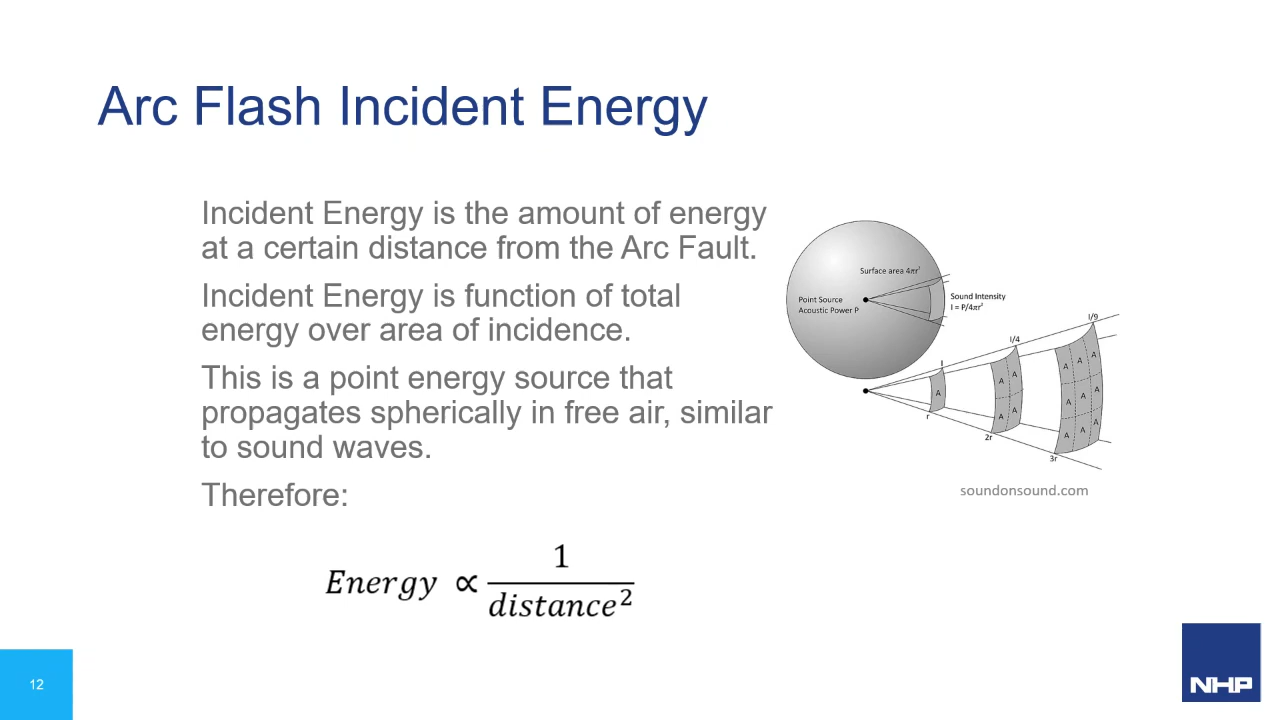 Arc Flash Incident Energy
Incident Energy is the amount of energy
at a certain distance from the Arc Fault.
Incident Energy is function of total
energy over area of incidence.
This is a point energy source that
propagates spherically in free air, similar
to sound waves.
Therefore:
Energy ∝ 1/distance²
Surface area 4πr²
Point Source
Acoustic Power P
Sound Intensity
I = P/4πr²
I
I/4
I/9
A
A A
A A
A A A
A A A
A A A
r
2r
3r
soundonsound.com
12
NHP